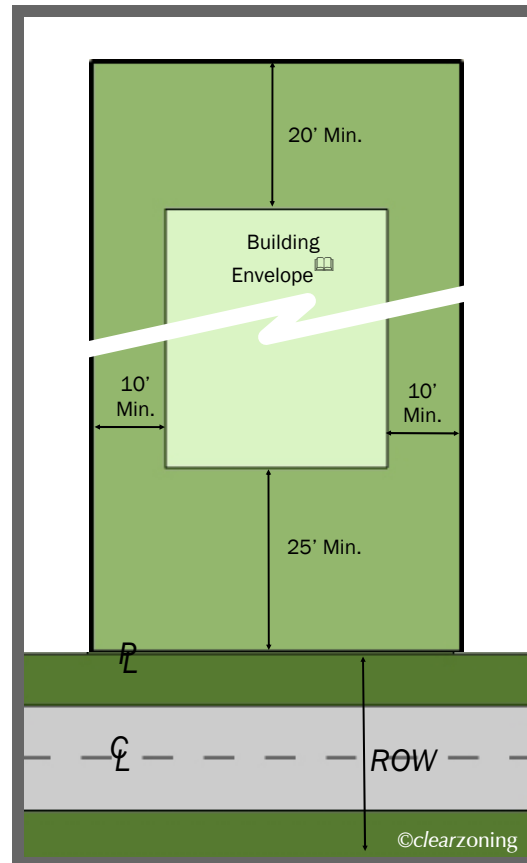 20’ Min.
Building
Envelope
10’
Min.
10’
Min.
25’ Min.
PL
CL
ROW
©clearzoning